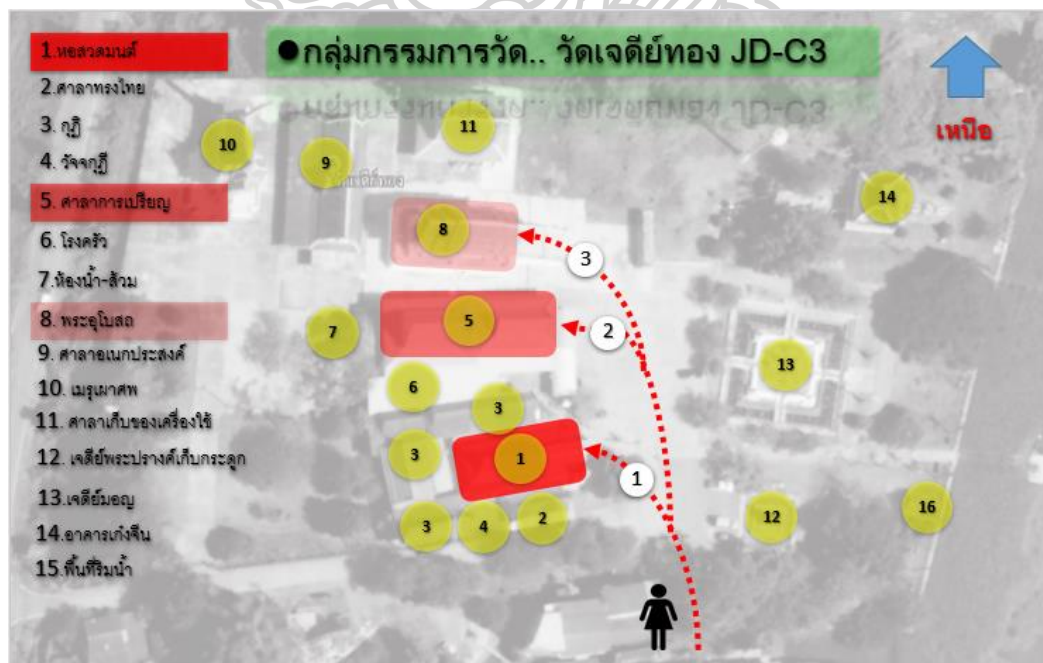 ●กลุ่มกรรมการวัด.. วัดเจดีย์ทอง JD-C3
1.หอสวดมนต์
2.ศาลาทรงไทย
3. กุฏิ
4. วัจจกุฎี
5. ศาลาการเปรียญ
6. โรงครัว
7.ห้องน้ำ-ส้วม
8. พระอุโบสถ
9. ศาลาอเนกประสงค์
10. เมรุเผาศพ
11. ศาลาเก็บของเครื่องใช้
12. เจดีย์พระปรางค์เก็บกระดูก
13.เจดีย์มอญ
14.อาคารเก๋งจีน
15.พื้นที่ริมน้ำ
เหนือ
10
9
11
14
8
3
7
5
2
13
6
3
3
1
1
3
4
2
12
16